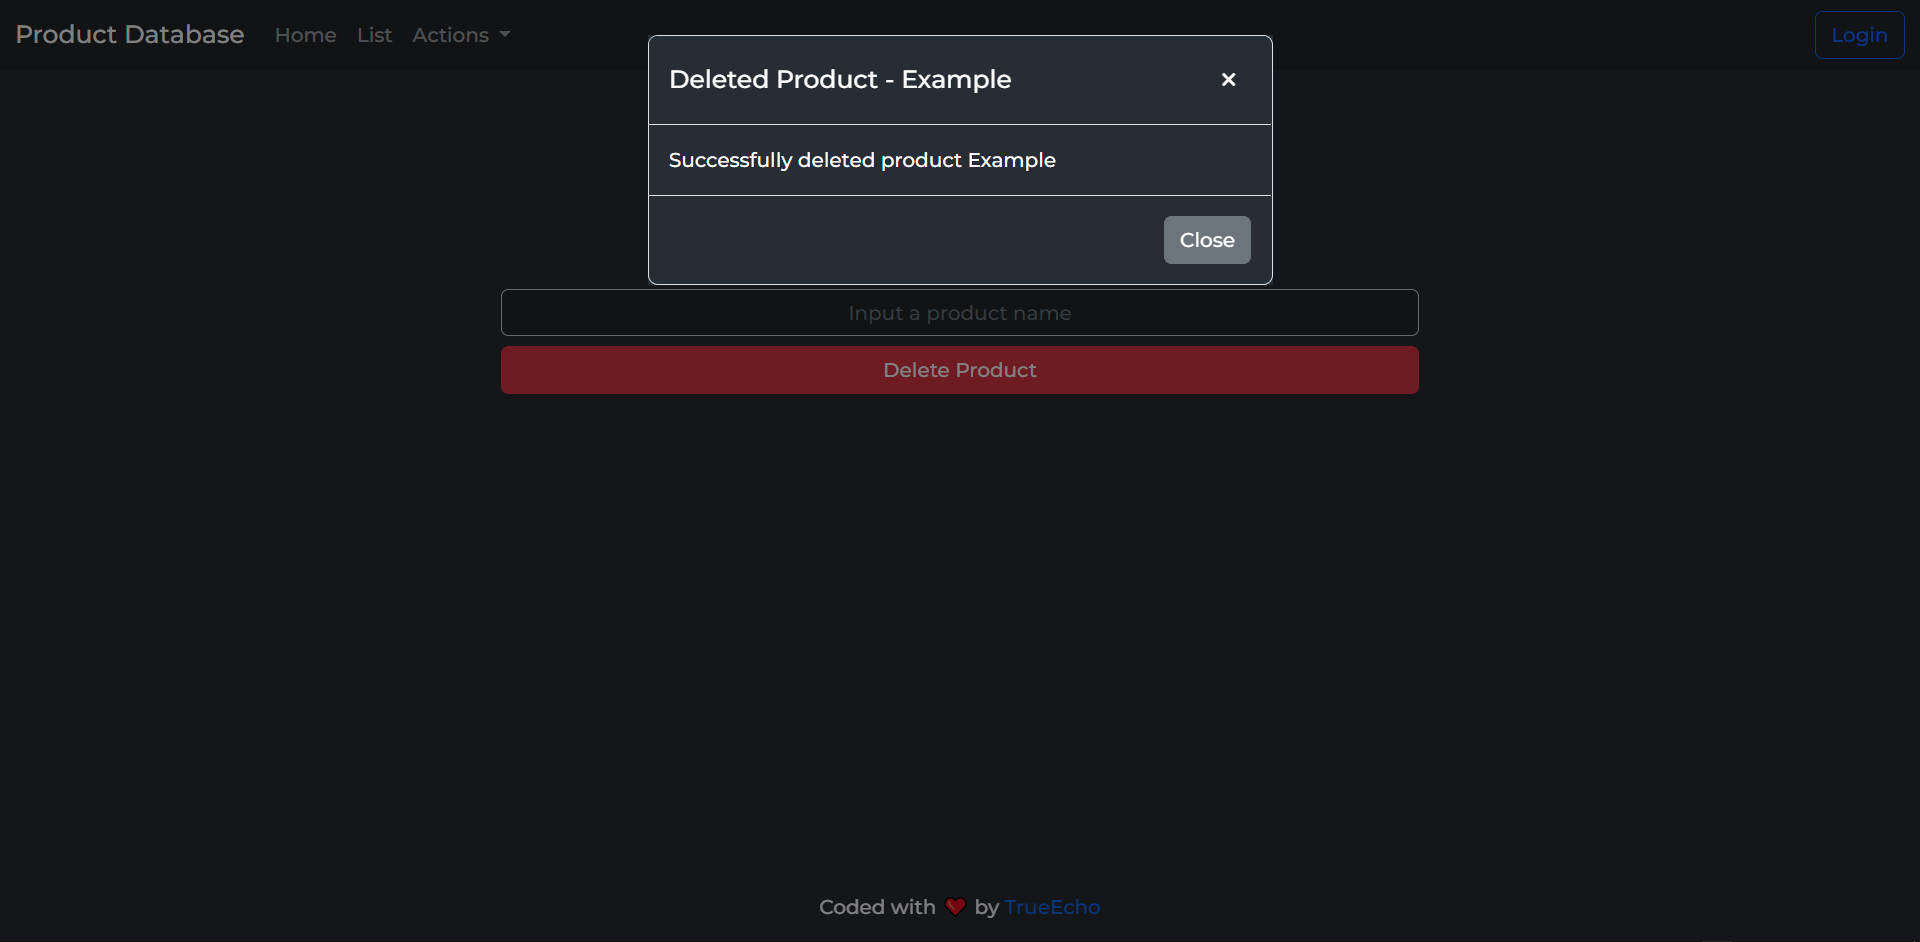 Product Database Home List Actions Login
Deleted Product - Example ×
Successfully deleted product Example
Close
Input a product name
Delete Product
Coded with ❤ by TrueEcho